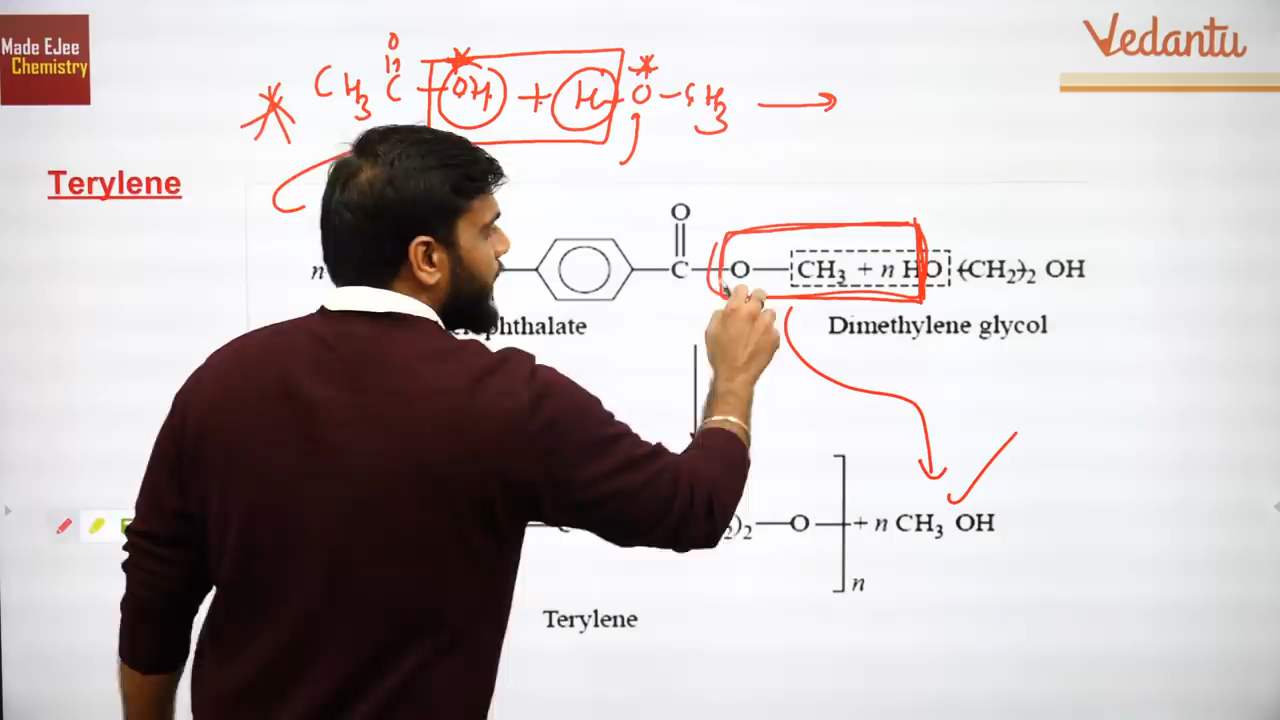 Made EJee
Chemistry
Vedantu
O
CH3 C OH + H O - CH3
Terylene
O
n C O CH3 + n HO (CH2)2 OH
phthalate
Dimethylene glycol
)2 O + n CH3 OH
n
Terylene